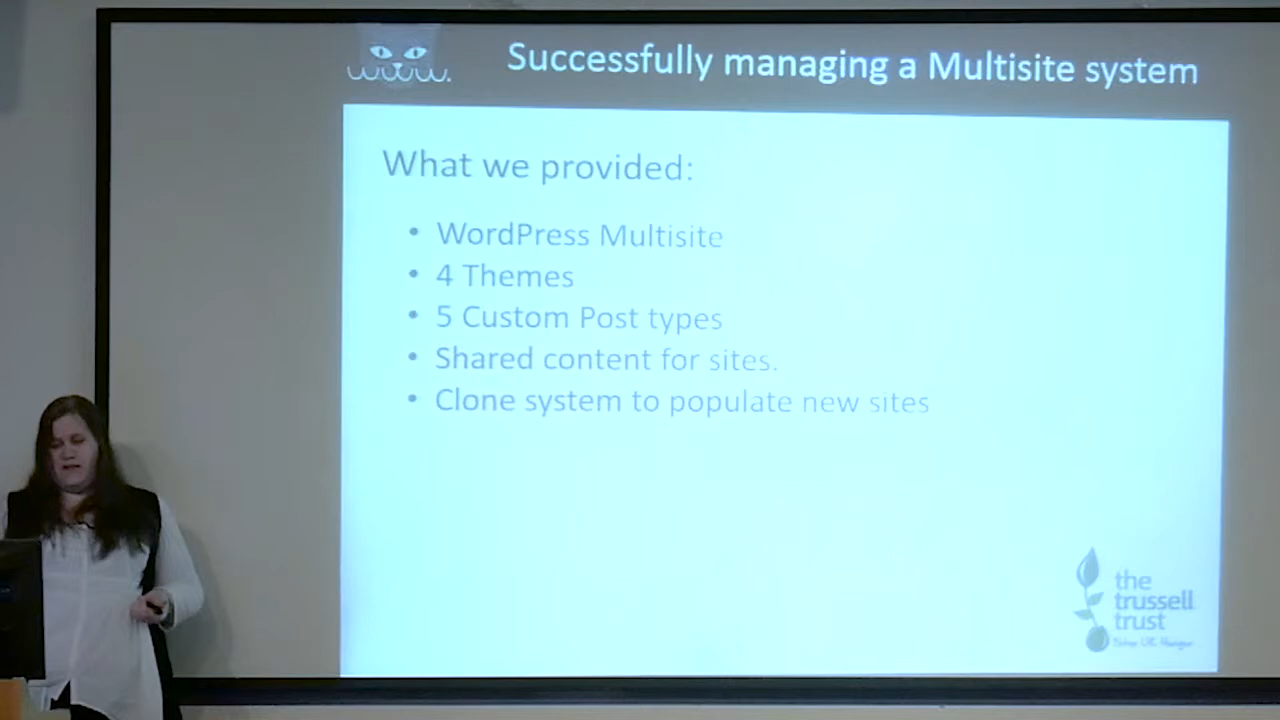 Successfully managing a Multisite system
What we provided:
• WordPress Multisite
• 4 Themes
• 5 Custom Post types
• Shared content for sites.
• Clone system to populate new sites
the
trussell
trust